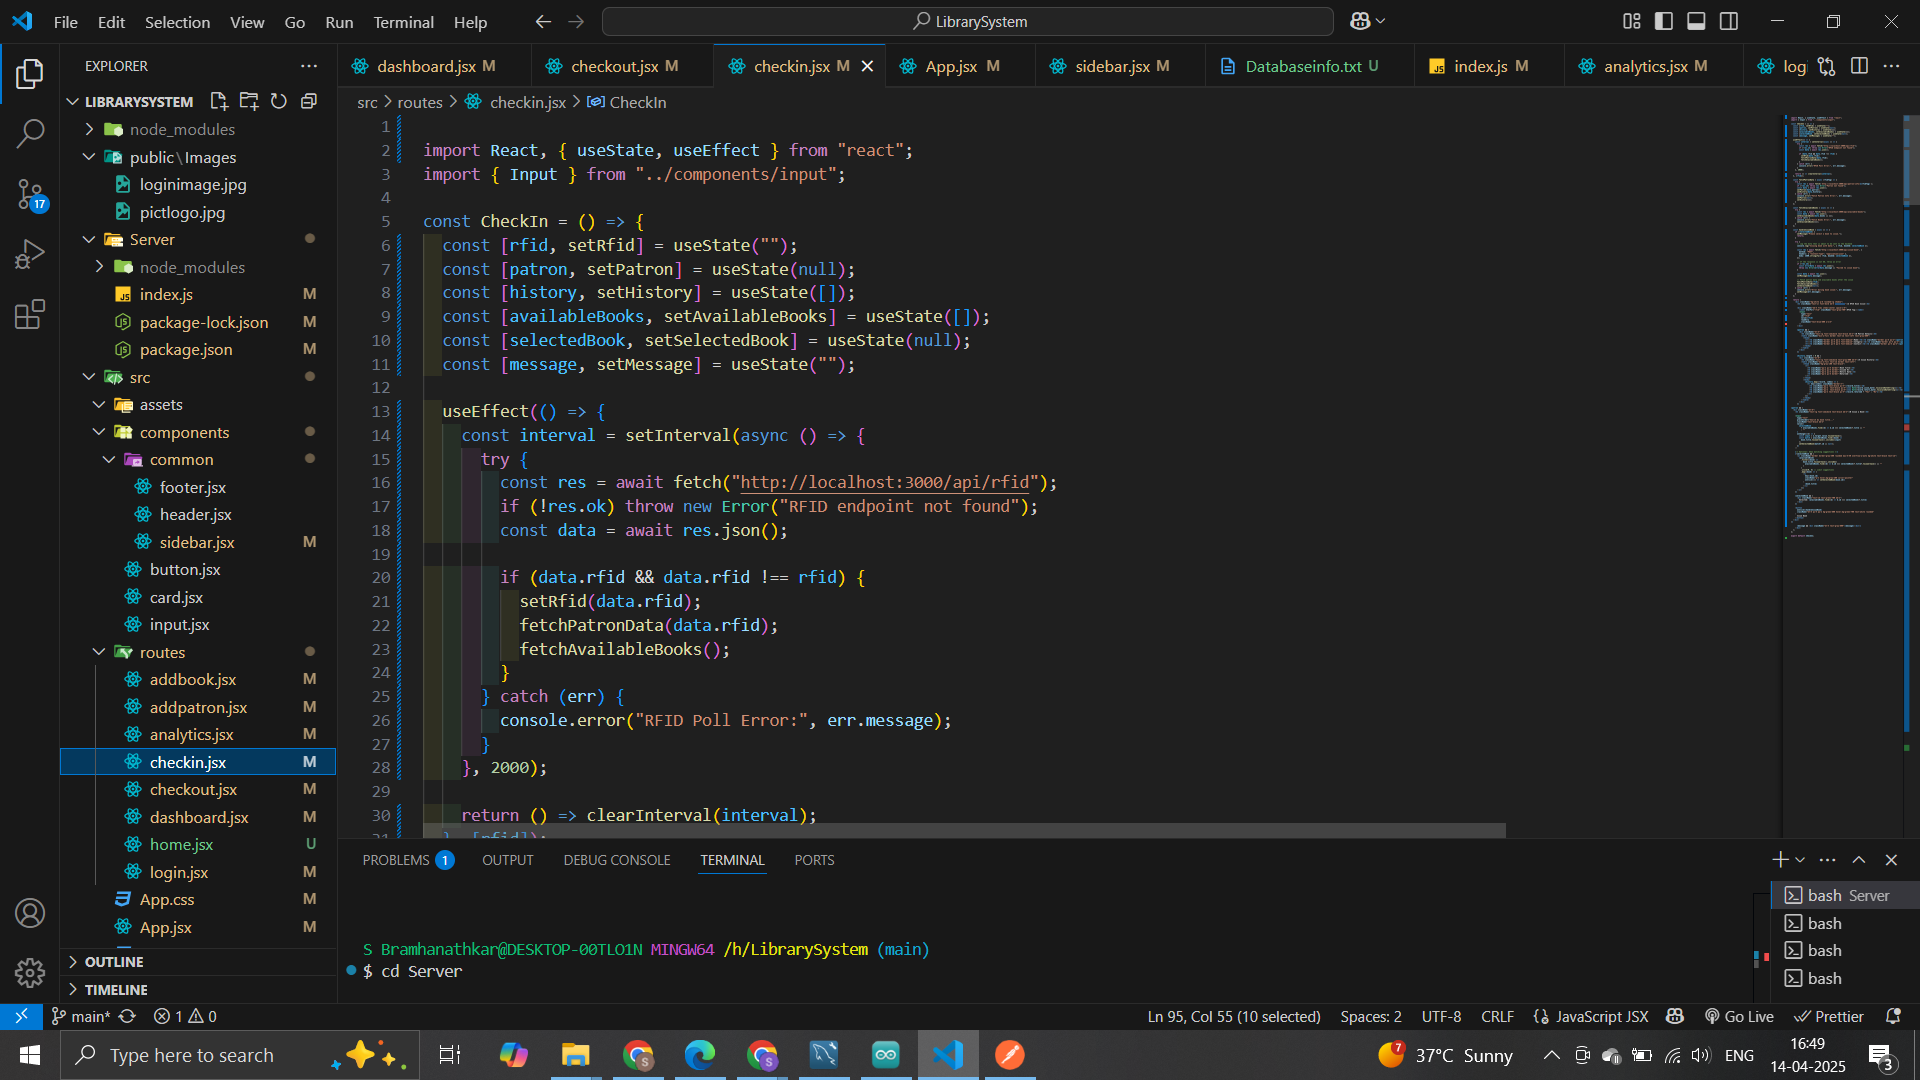 File Edit Selection View Go Run Terminal Help
LibrarySystem
EXPLORER
LIBRARYSYSTEM
node_modules
public\Images
loginimage.jpg
pictlogo.jpg
Server
node_modules
index.js M
package-lock.json M
package.json M
src
assets
components
common
footer.jsx
header.jsx
sidebar.jsx M
button.jsx
card.jsx
input.jsx
routes
addbook.jsx M
addpatron.jsx M
analytics.jsx M
checkin.jsx M
checkout.jsx M
dashboard.jsx M
home.jsx U
login.jsx M
App.css M
App.jsx M
OUTLINE
TIMELINE
17
dashboard.jsx M checkout.jsx M checkin.jsx M App.jsx M sidebar.jsx M Databaseinfo.txt U index.js M analytics.jsx M
src > routes > checkin.jsx > CheckIn
1
2 import React, { useState, useEffect } from "react";
3 import { Input } from "../components/input";
4
5 const CheckIn = () => {
6 const [rfid, setRfid] = useState("");
7 const [patron, setPatron] = useState(null);
8 const [history, setHistory] = useState([]);
9 const [availableBooks, setAvailableBooks] = useState([]);
10 const [selectedBook, setSelectedBook] = useState(null);
11 const [message, setMessage] = useState("");
12
13 useEffect(() => {
14 const interval = setInterval(async () => {
15 try {
16 const res = await fetch("http://localhost:3000/api/rfid");
17 if (!res.ok) throw new Error("RFID endpoint not found");
18 const data = await res.json();
19
20 if (data.rfid && data.rfid !== rfid) {
21 setRfid(data.rfid);
22 fetchPatronData(data.rfid);
23 fetchAvailableBooks();
24 }
25 } catch (err) {
26 console.error("RFID Poll Error:", err.message);
27 }
28 }, 2000);
29
30 return () => clearInterval(interval);
31 }, [rfid]);
PROBLEMS 1 OUTPUT DEBUG CONSOLE TERMINAL PORTS
S Bramhanathkar@DESKTOP-00TLO1N MINGW64 /h/LibrarySystem (main)
$ cd Server
bash Server
bash
bash
bash
main* 1 0
Ln 95, Col 55 (10 selected) Spaces: 2 UTF-8 CRLF JavaScript JSX Go Live Prettier
Type here to search
37°C Sunny
ENG
16:49
14-04-2025
3